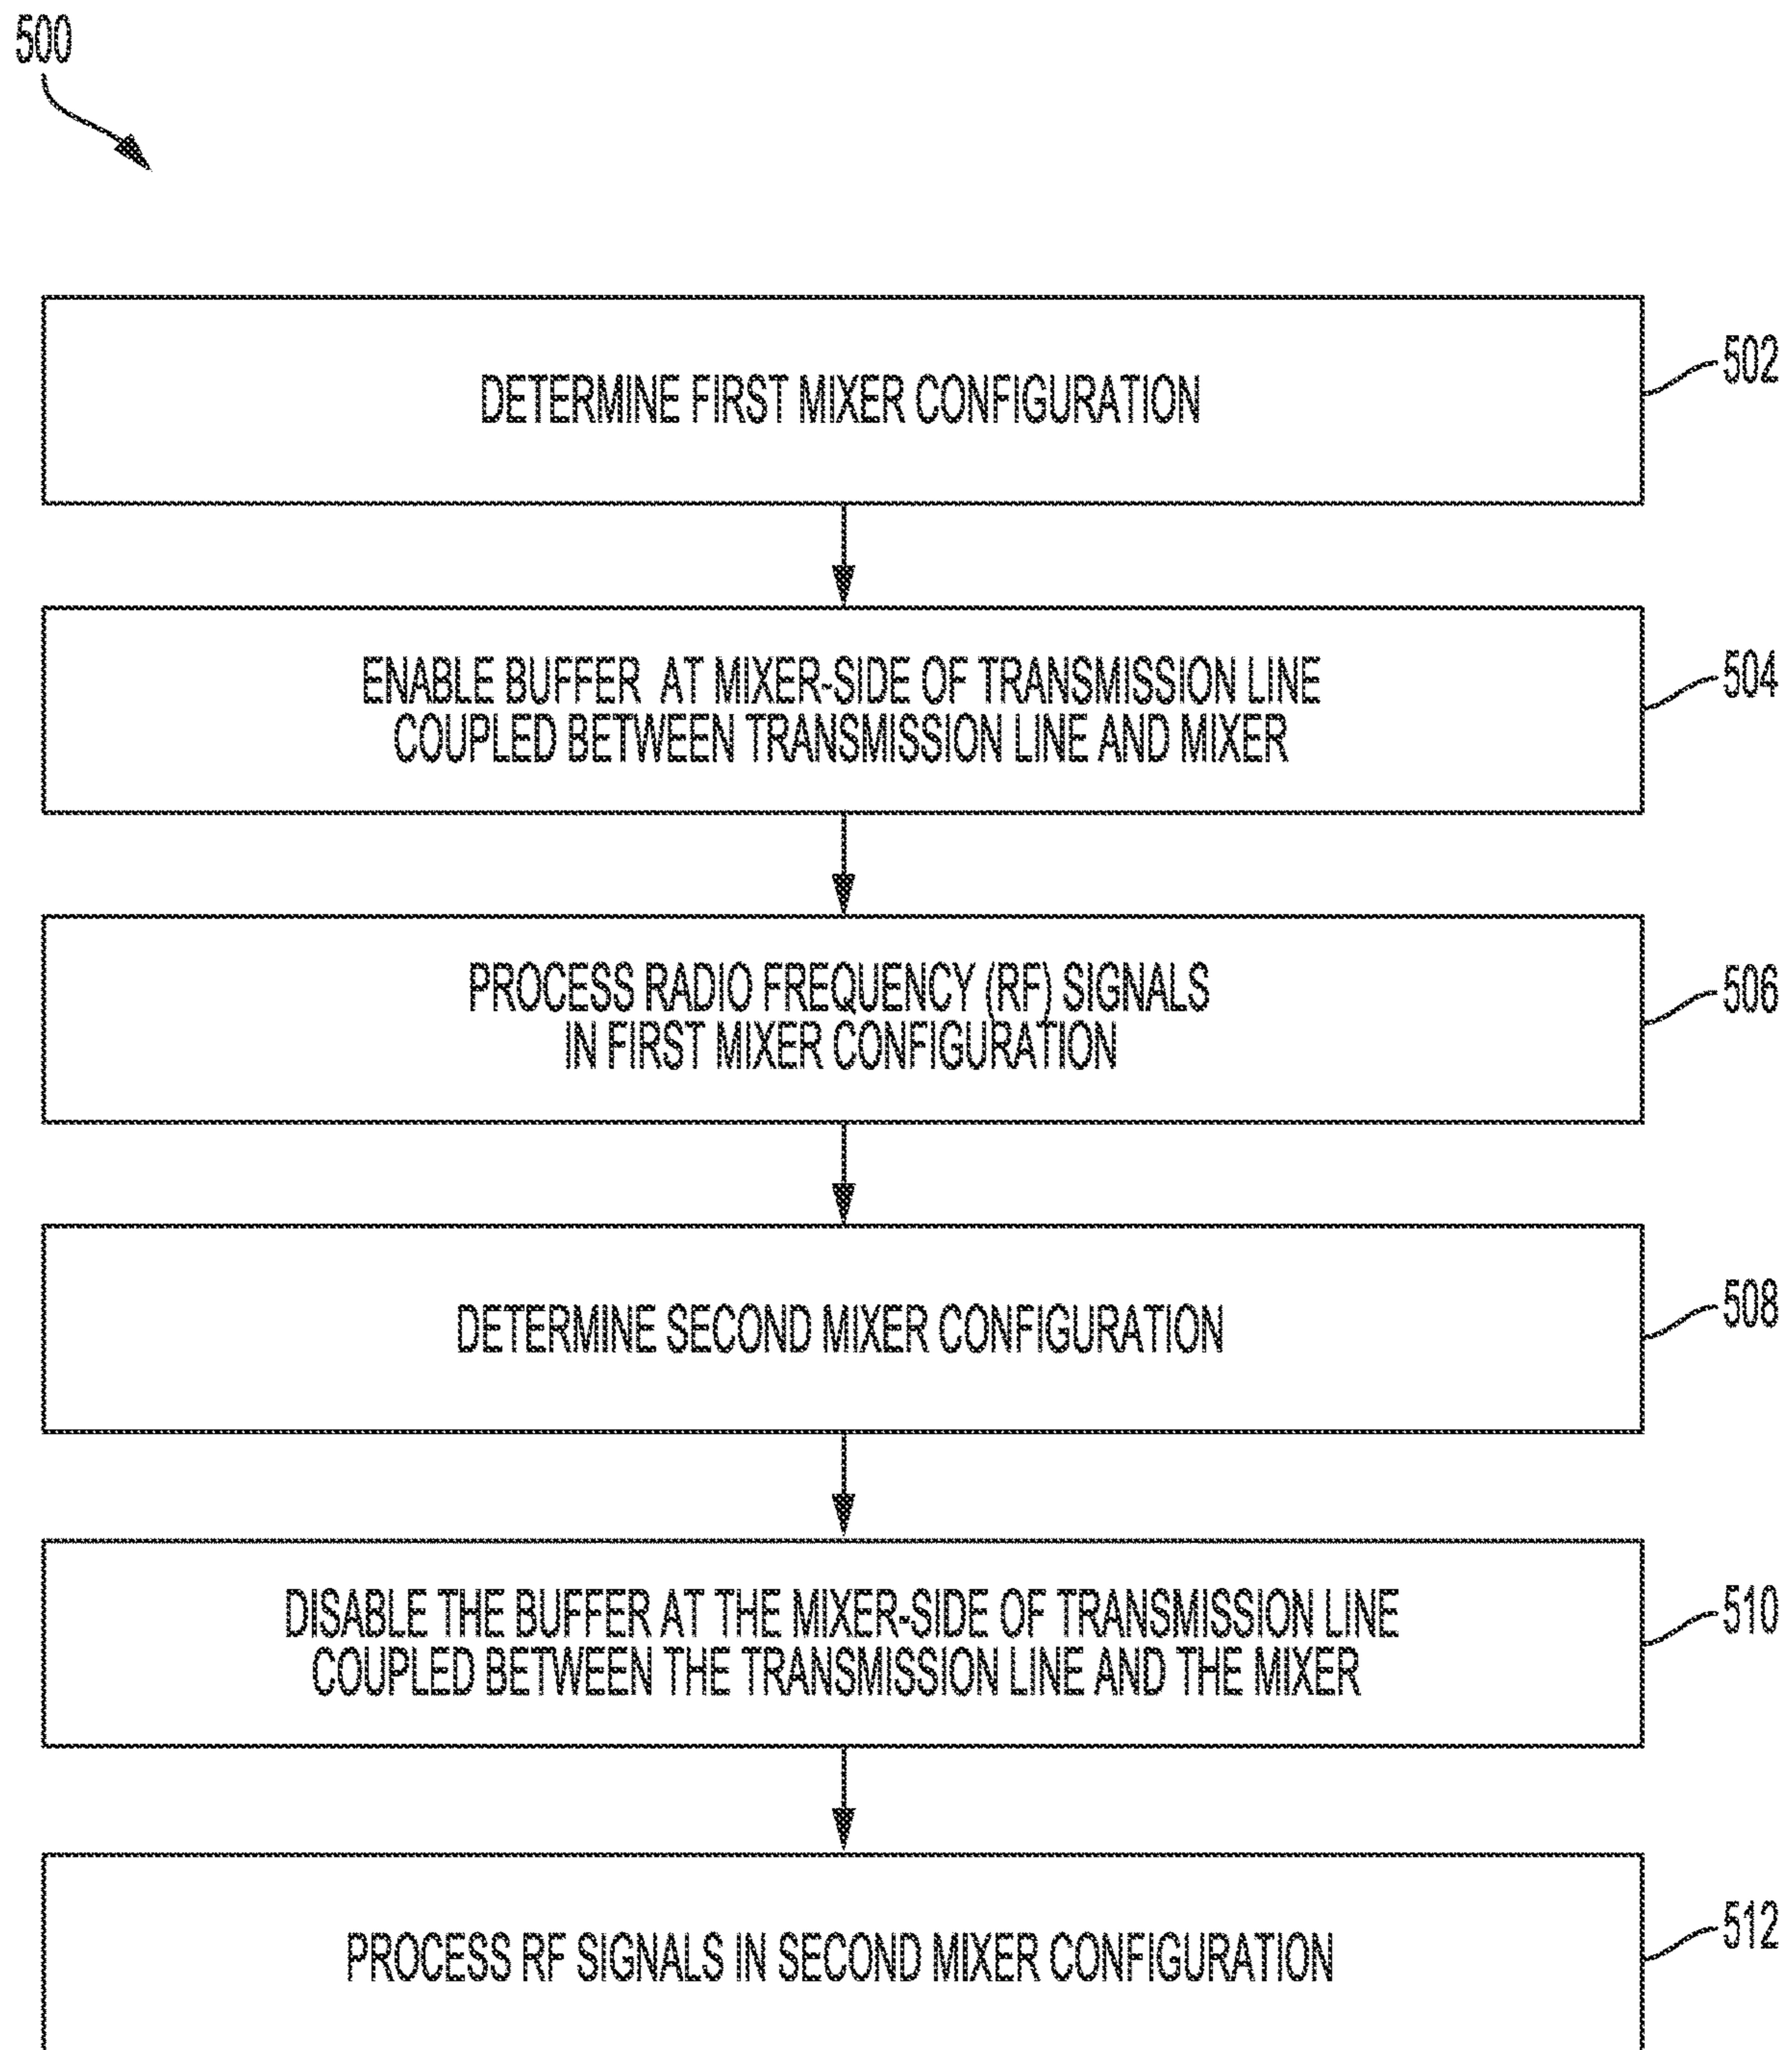 500
DETERMINE FIRST MIXER CONFIGURATION
502
ENABLE BUFFER AT MIXER-SIDE OF TRANSMISSION LINE
COUPLED BETWEEN TRANSMISSION LINE AND MIXER
504
PROCESS RADIO FREQUENCY (RF) SIGNALS
IN FIRST MIXER CONFIGURATION
506
DETERMINE SECOND MIXER CONFIGURATION
508
DISABLE THE BUFFER AT THE MIXER-SIDE OF TRANSMISSION LINE
COUPLED BETWEEN THE TRANSMISSION LINE AND THE MIXER
510
PROCESS RF SIGNALS IN SECOND MIXER CONFIGURATION
512